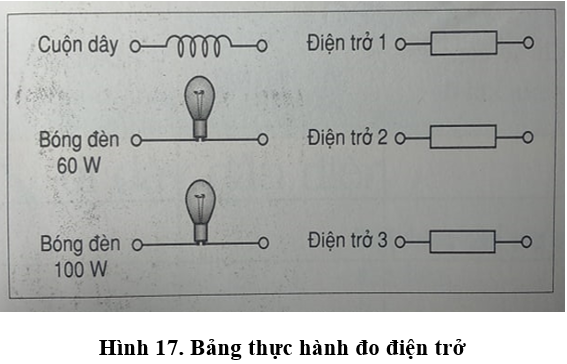 Cuộn dây
Điện trở 1
Bóng đèn
60 W
Điện trở 2
Bóng đèn
100 W
Điện trở 3
Hình 17. Bảng thực hành đo điện trở